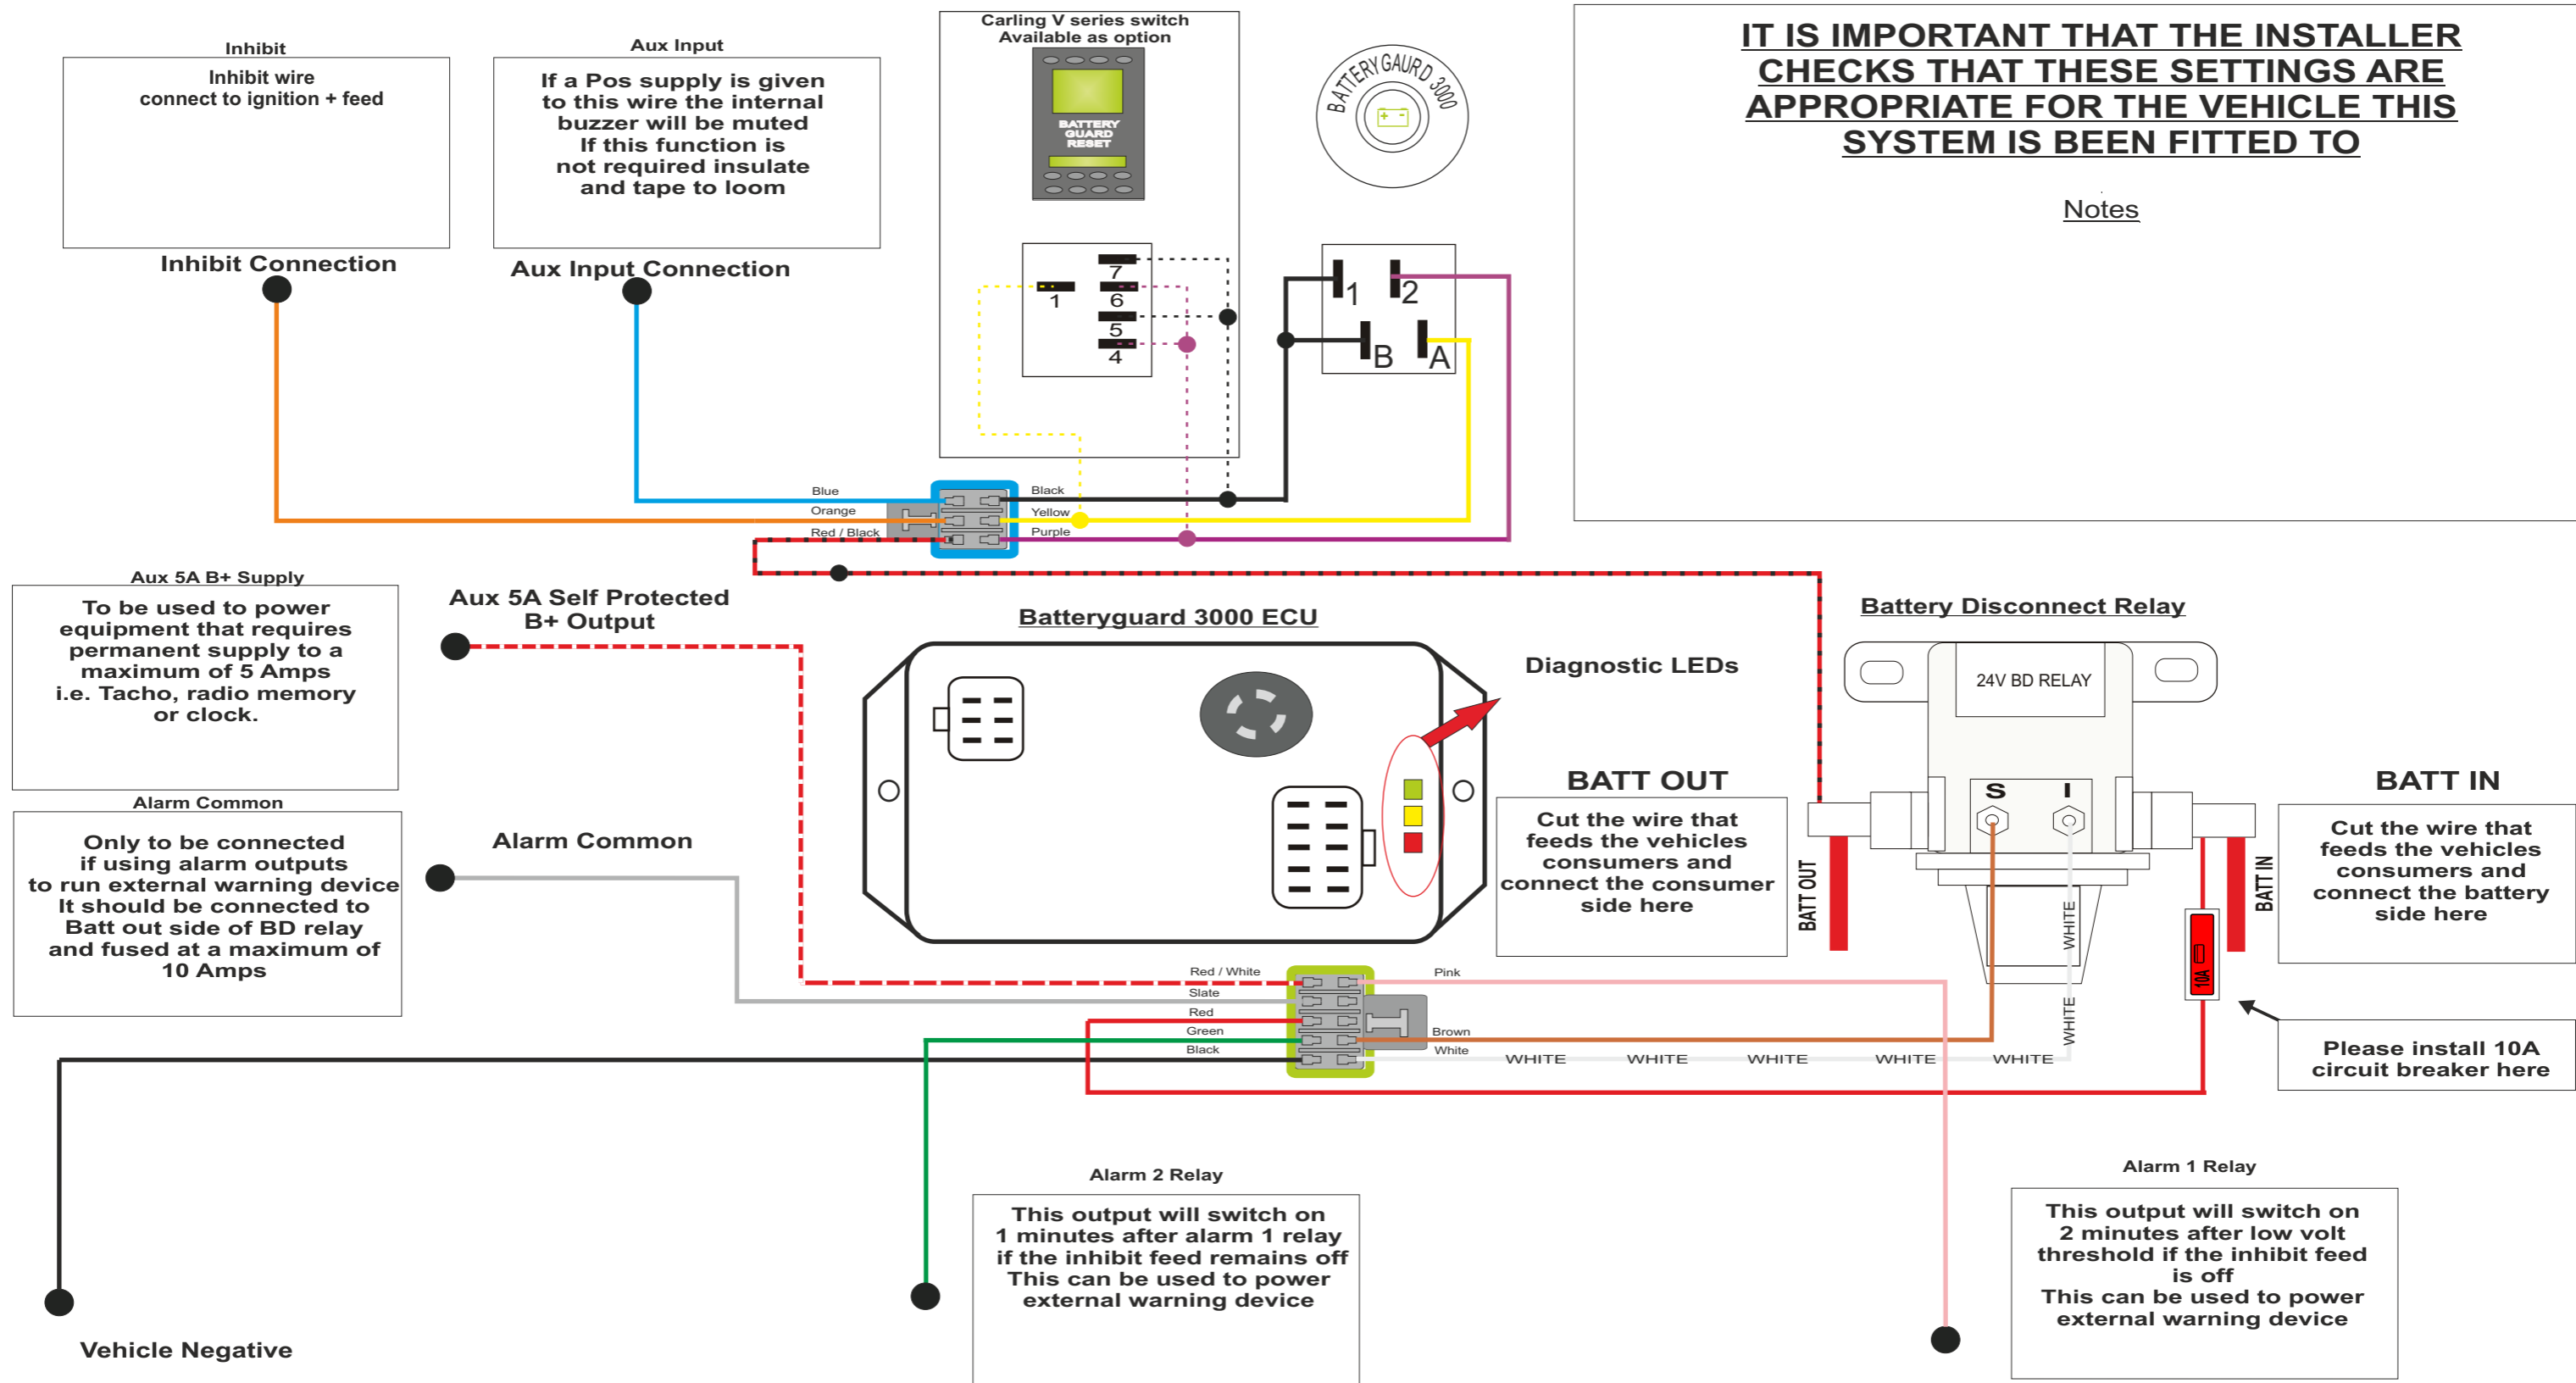 Inhibit
Inhibit wire
connect to ignition + feed
Inhibit Connection
Aux Input
If a Pos supply is given
to this wire the internal
buzzer will be muted
If this function is
not required insulate
and tape to loom
Aux Input Connection
Carling V series switch
Available as option
BATTERY
GUARD
RESET
7
1
6
5
4
BATTERY GAURD 3000
+ -
1
2
B
A
IT IS IMPORTANT THAT THE INSTALLER
CHECKS THAT THESE SETTINGS ARE
APPROPRIATE FOR THE VEHICLE THIS
SYSTEM IS BEEN FITTED TO
Notes
Blue
Orange
Red / Black
Black
Yellow
Purple
Aux 5A B+ Supply
To be used to power
equipment that requires
permanent supply to a
maximum of 5 Amps
i.e. Tacho, radio memory
or clock.
Aux 5A Self Protected
B+ Output
Batteryguard 3000 ECU
Diagnostic LEDs
Battery Disconnect Relay
24V BD RELAY
S
I
BATT OUT
Cut the wire that
feeds the vehicles
consumers and
connect the consumer
side here
BATT OUT
BATT IN
BATT IN
Cut the wire that
feeds the vehicles
consumers and
connect the battery
side here
10A
Please install 10A
circuit breaker here
Alarm Common
Only to be connected
if using alarm outputs
to run external warning device
It should be connected to
Batt out side of BD relay
and fused at a maximum of
10 Amps
Alarm Common
Red / White
Slate
Red
Green
Black
Pink
Brown
White
WHITE
WHITE
WHITE
WHITE
WHITE
WHITE
WHITE
Vehicle Negative
Alarm 2 Relay
This output will switch on
1 minutes after alarm 1 relay
if the inhibit feed remains off
This can be used to power
external warning device
Alarm 1 Relay
This output will switch on
2 minutes after low volt
threshold if the inhibit feed
is off
This can be used to power
external warning device